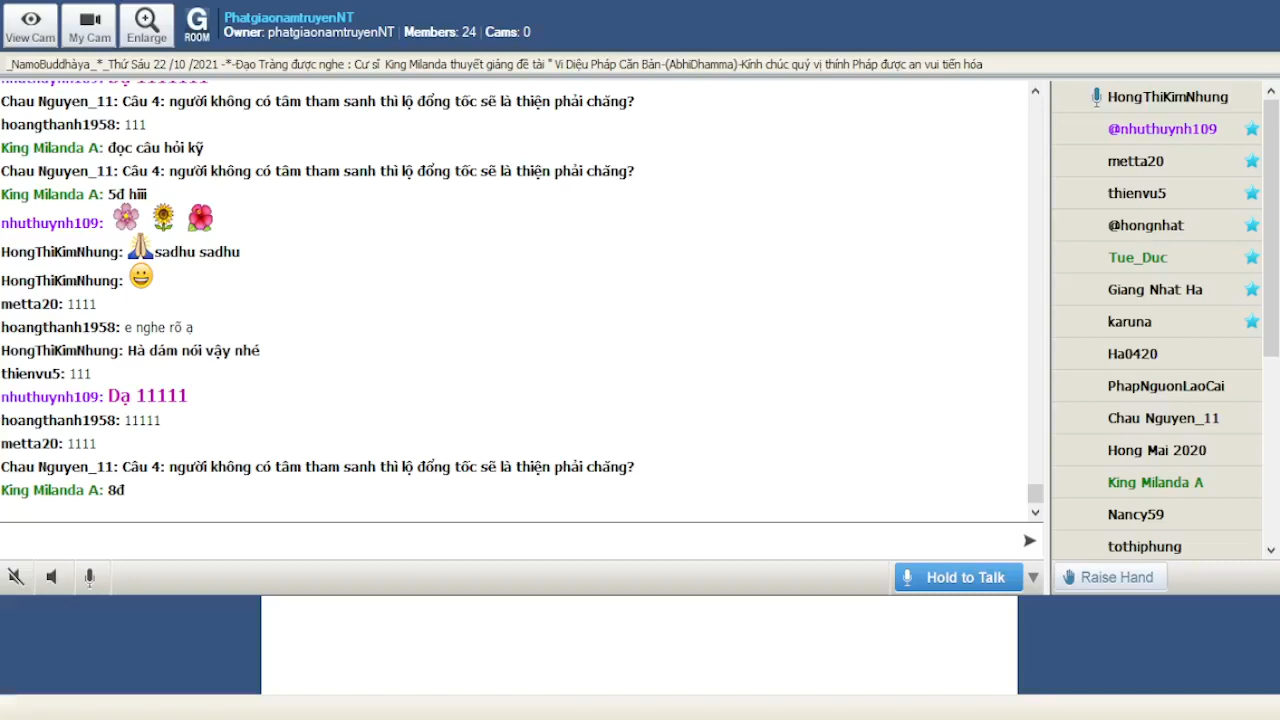 View Cam
My Cam
Enlarge
G
ROOM
PhatgiaonamtruyenNT
Owner: phatgiaonamtruyenNT | Members: 24 | Cams: 0
_NamoBuddhàya_*_Thứ Sáu 22 /10 /2021 -*-Đạo Tràng được nghe : Cư sĩ King Milanda thuyết giảng đề tài " Vi Diệu Pháp Căn Bản-(AbhiDhamma)-Kính chúc quý vị thính Pháp được an vui tiến hóa
nhuthuynh109: Dạ 1111111
Chau Nguyen_11: Câu 4: người không có tâm tham sanh thì lộ đổng tốc sẽ là thiện phải chăng?
hoangthanh1958: 111
King Milanda A: đọc câu hỏi kỹ
Chau Nguyen_11: Câu 4: người không có tâm tham sanh thì lộ đổng tốc sẽ là thiện phải chăng?
King Milanda A: 5đ hiii
nhuthuynh109:
HongThiKimNhung: sadhu sadhu
HongThiKimNhung:
metta20: 1111
hoangthanh1958: e nghe rõ ạ
HongThiKimNhung: Hà dám nói vậy nhé
thienvu5: 111
nhuthuynh109: Dạ 11111
hoangthanh1958: 11111
metta20: 1111
Chau Nguyen_11: Câu 4: người không có tâm tham sanh thì lộ đổng tốc sẽ là thiện phải chăng?
King Milanda A: 8đ
Hold to Talk
HongThiKimNhung
@nhuthuynh109
metta20
thienvu5
@hongnhat
Tue_Duc
Giang Nhat Ha
karuna
Ha0420
PhapNguonLaoCai
Chau Nguyen_11
Hong Mai 2020
King Milanda A
Nancy59
tothiphung
Raise Hand